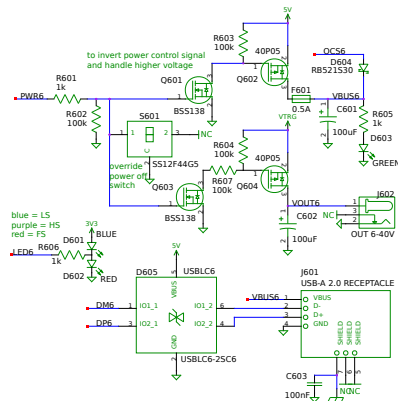 5V
R603
100k
to invert power control signal
and handle higher voltage
40P05
OCS6
D604
RB521S30
Q601
Q602
F601
0.5A
VBUS6
R601
1k
PWR6
BSS138
C601
100uF
R605
1k
R602
100k
S601
VTRG
D603
GREEN
NC
SS12F44G5
R604
100k
40P05
override
power off
switch
Q603
R607
100k
Q604
J602
VOUT6
NC
C602
100uF
OUT 6-40V
BSS138
blue = LS
purple = HS
red = FS
3V3
D601
BLUE
LED6
R606
1k
D602
RED
5V
D605
USBLC6
J601
USB-A 2.0 RECEPTACLE
VBUS
DM6
IO1_1
IO1_2
DP6
IO2_1
IO2_2
GND
VBUS6
VBUS
D-
D+
GND
SHIELD
SHIELD
SHIELD
USBLC6-2SC6
C603
100nF
NC
NC